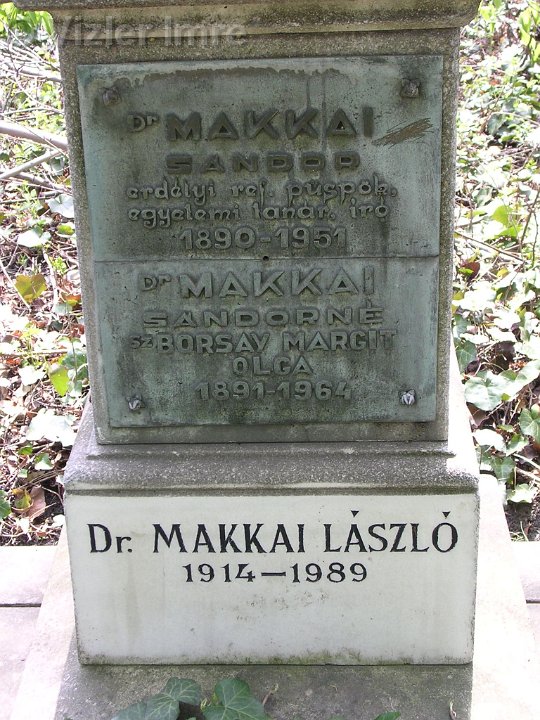 Vizler Imre
Dr MAKKAI
SÁNDOR
erdélyi ref. püspök,
egyetemi tanár, író
1890-1951
Dr MAKKAI
SÁNDORNÉ
sz BORSAY MARGIT
OLGA
1891-1964
Dr. MAKKAI LÁSZLÓ
1914-1989